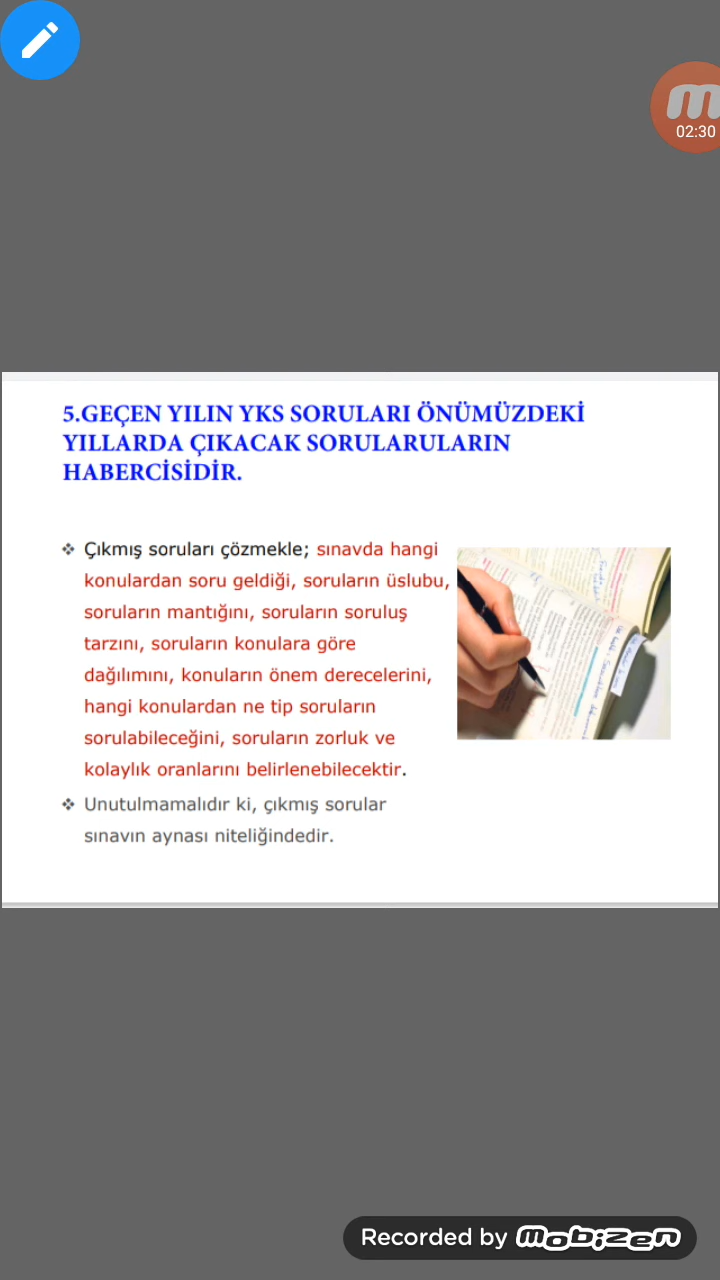 02:30
5.GEÇEN YILIN YKS SORULARI ÖNÜMÜZDEKİ
YILLARDA ÇIKACAK SORULARULARIN
HABERCİSİDİR.
❖ Çıkmış soruları çözmekle; sınavda hangi
konulardan soru geldiği, soruların üslubu,
soruların mantığını, soruların soruluş
tarzını, soruların konulara göre
dağılımını, konuların önem derecelerini,
hangi konulardan ne tip soruların
sorulabileceğini, soruların zorluk ve
kolaylık oranlarını belirlenebilecektir.
❖ Unutulmamalıdır ki, çıkmış sorular
sınavın aynası niteliğindedir.
Recorded by mobizen